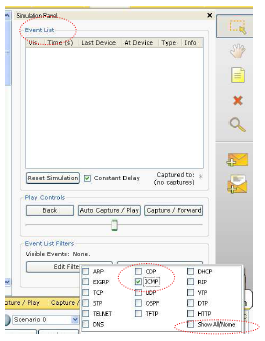 Simulation Panel
Event List
Vis. Time (s) Last Device At Device Type Info
Reset Simulation Constant Delay Captured to: (no captures)
Play Controls
Back Auto Capture / Play Capture / Forward
Event List Filters
Visible Events: None.
Edit Filte
ARP CDP DHCP
EIGRP ICMP RIP
TCP UDP VTP
STP OSPF DTP
TELNET TFTP HTTP
DNS Show All/None
ture / Play Captu
Scenario 0